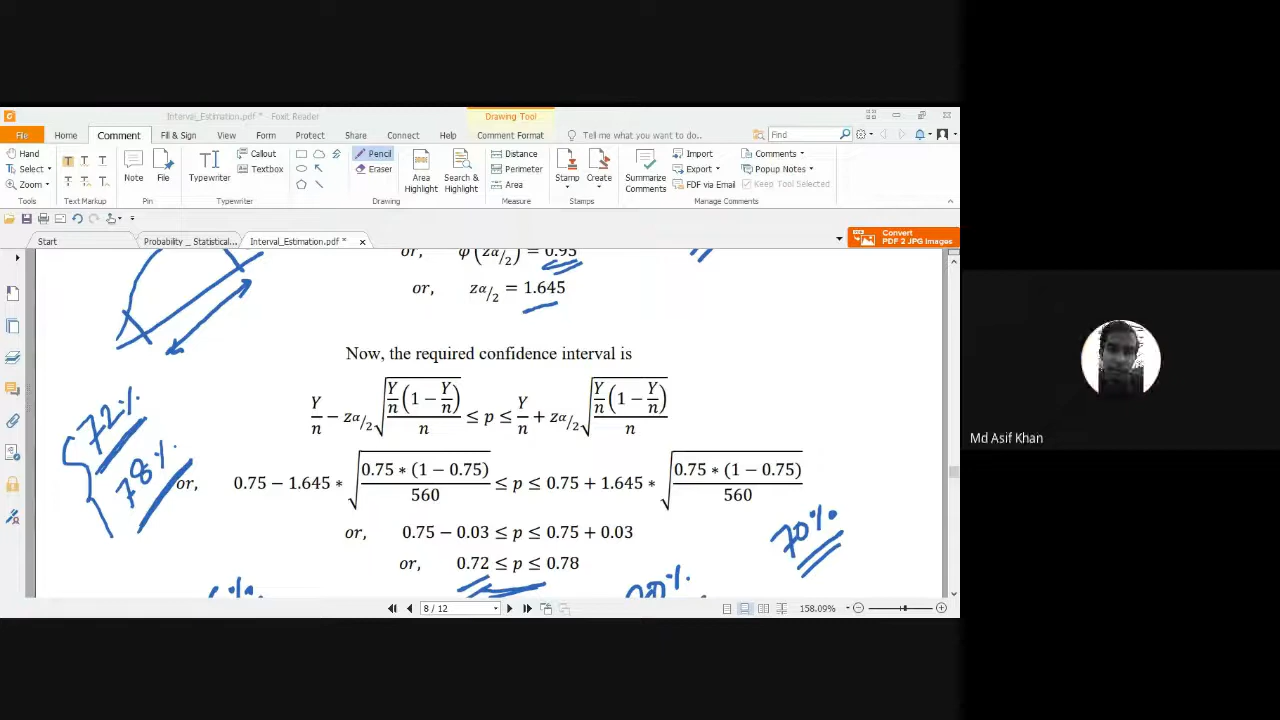 Interval_Estimation.pdf * - Foxit Reader
Drawing Tool
File Home Comment Fill & Sign View Form Protect Share Connect Help Comment Format Tell me what you want to do.. Find
Hand
Select
Zoom
Tools
Text Markup
Note
File
Pin
Typewriter
Callout
Textbox
Typewriter
Pencil
Eraser
Drawing
Area Highlight
Search & Highlight
Distance
Perimeter
Area
Measure
Stamp
Create
Stamps
Summarize Comments
Import
Export
FDF via Email
Comments
Popup Notes
Keep Tool Selected
Manage Comments
Start
Probability _ Statistical...
Interval_Estimation.pdf *
Convert
PDF 2 JPG Images
or, φ(zα/2) = 0.95
or, zα/2 = 1.645
Now, the required confidence interval is
Y/n − zα/2 √(Y/n (1 − Y/n) / n) ≤ p ≤ Y/n + zα/2 √(Y/n (1 − Y/n) / n)
72%
78%
or, 0.75 − 1.645 * √(0.75 * (1 − 0.75) / 560) ≤ p ≤ 0.75 + 1.645 * √(0.75 * (1 − 0.75) / 560)
or, 0.75 − 0.03 ≤ p ≤ 0.75 + 0.03
70%
or, 0.72 ≤ p ≤ 0.78
8 / 12
158.09%
Md Asif Khan